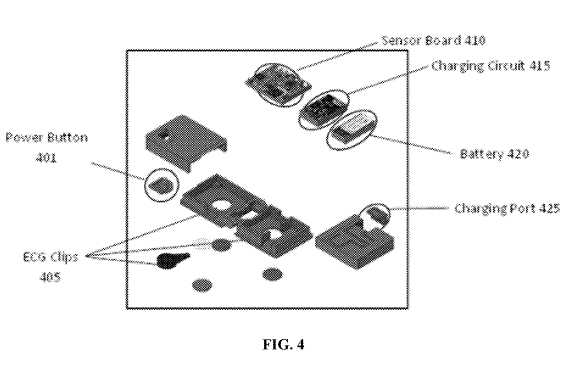 Sensor Board 410
Charging Circuit 415
Power Button
401
Battery 420
Charging Port 425
ECG Clips
405
FIG. 4